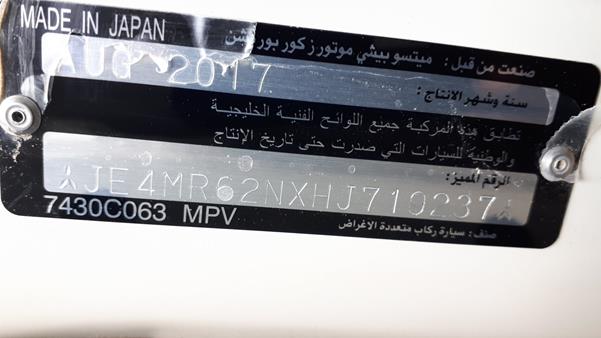 MADE IN JAPAN
صنعت من قبل: ميتسوبيشي موتورز كوربوريشن
AUG 2017
سنة وشهر الانتاج:
تطابق هذه المركبة جميع اللوائح الفنية الخليجية
والوطنية للسيارات التي صدرت حتى تاريخ الإنتاج
الرقم المميز:
JE4MR62NXHJ710237
7430C063 MPV
صنف: سيارة ركاب متعددة الاغراض